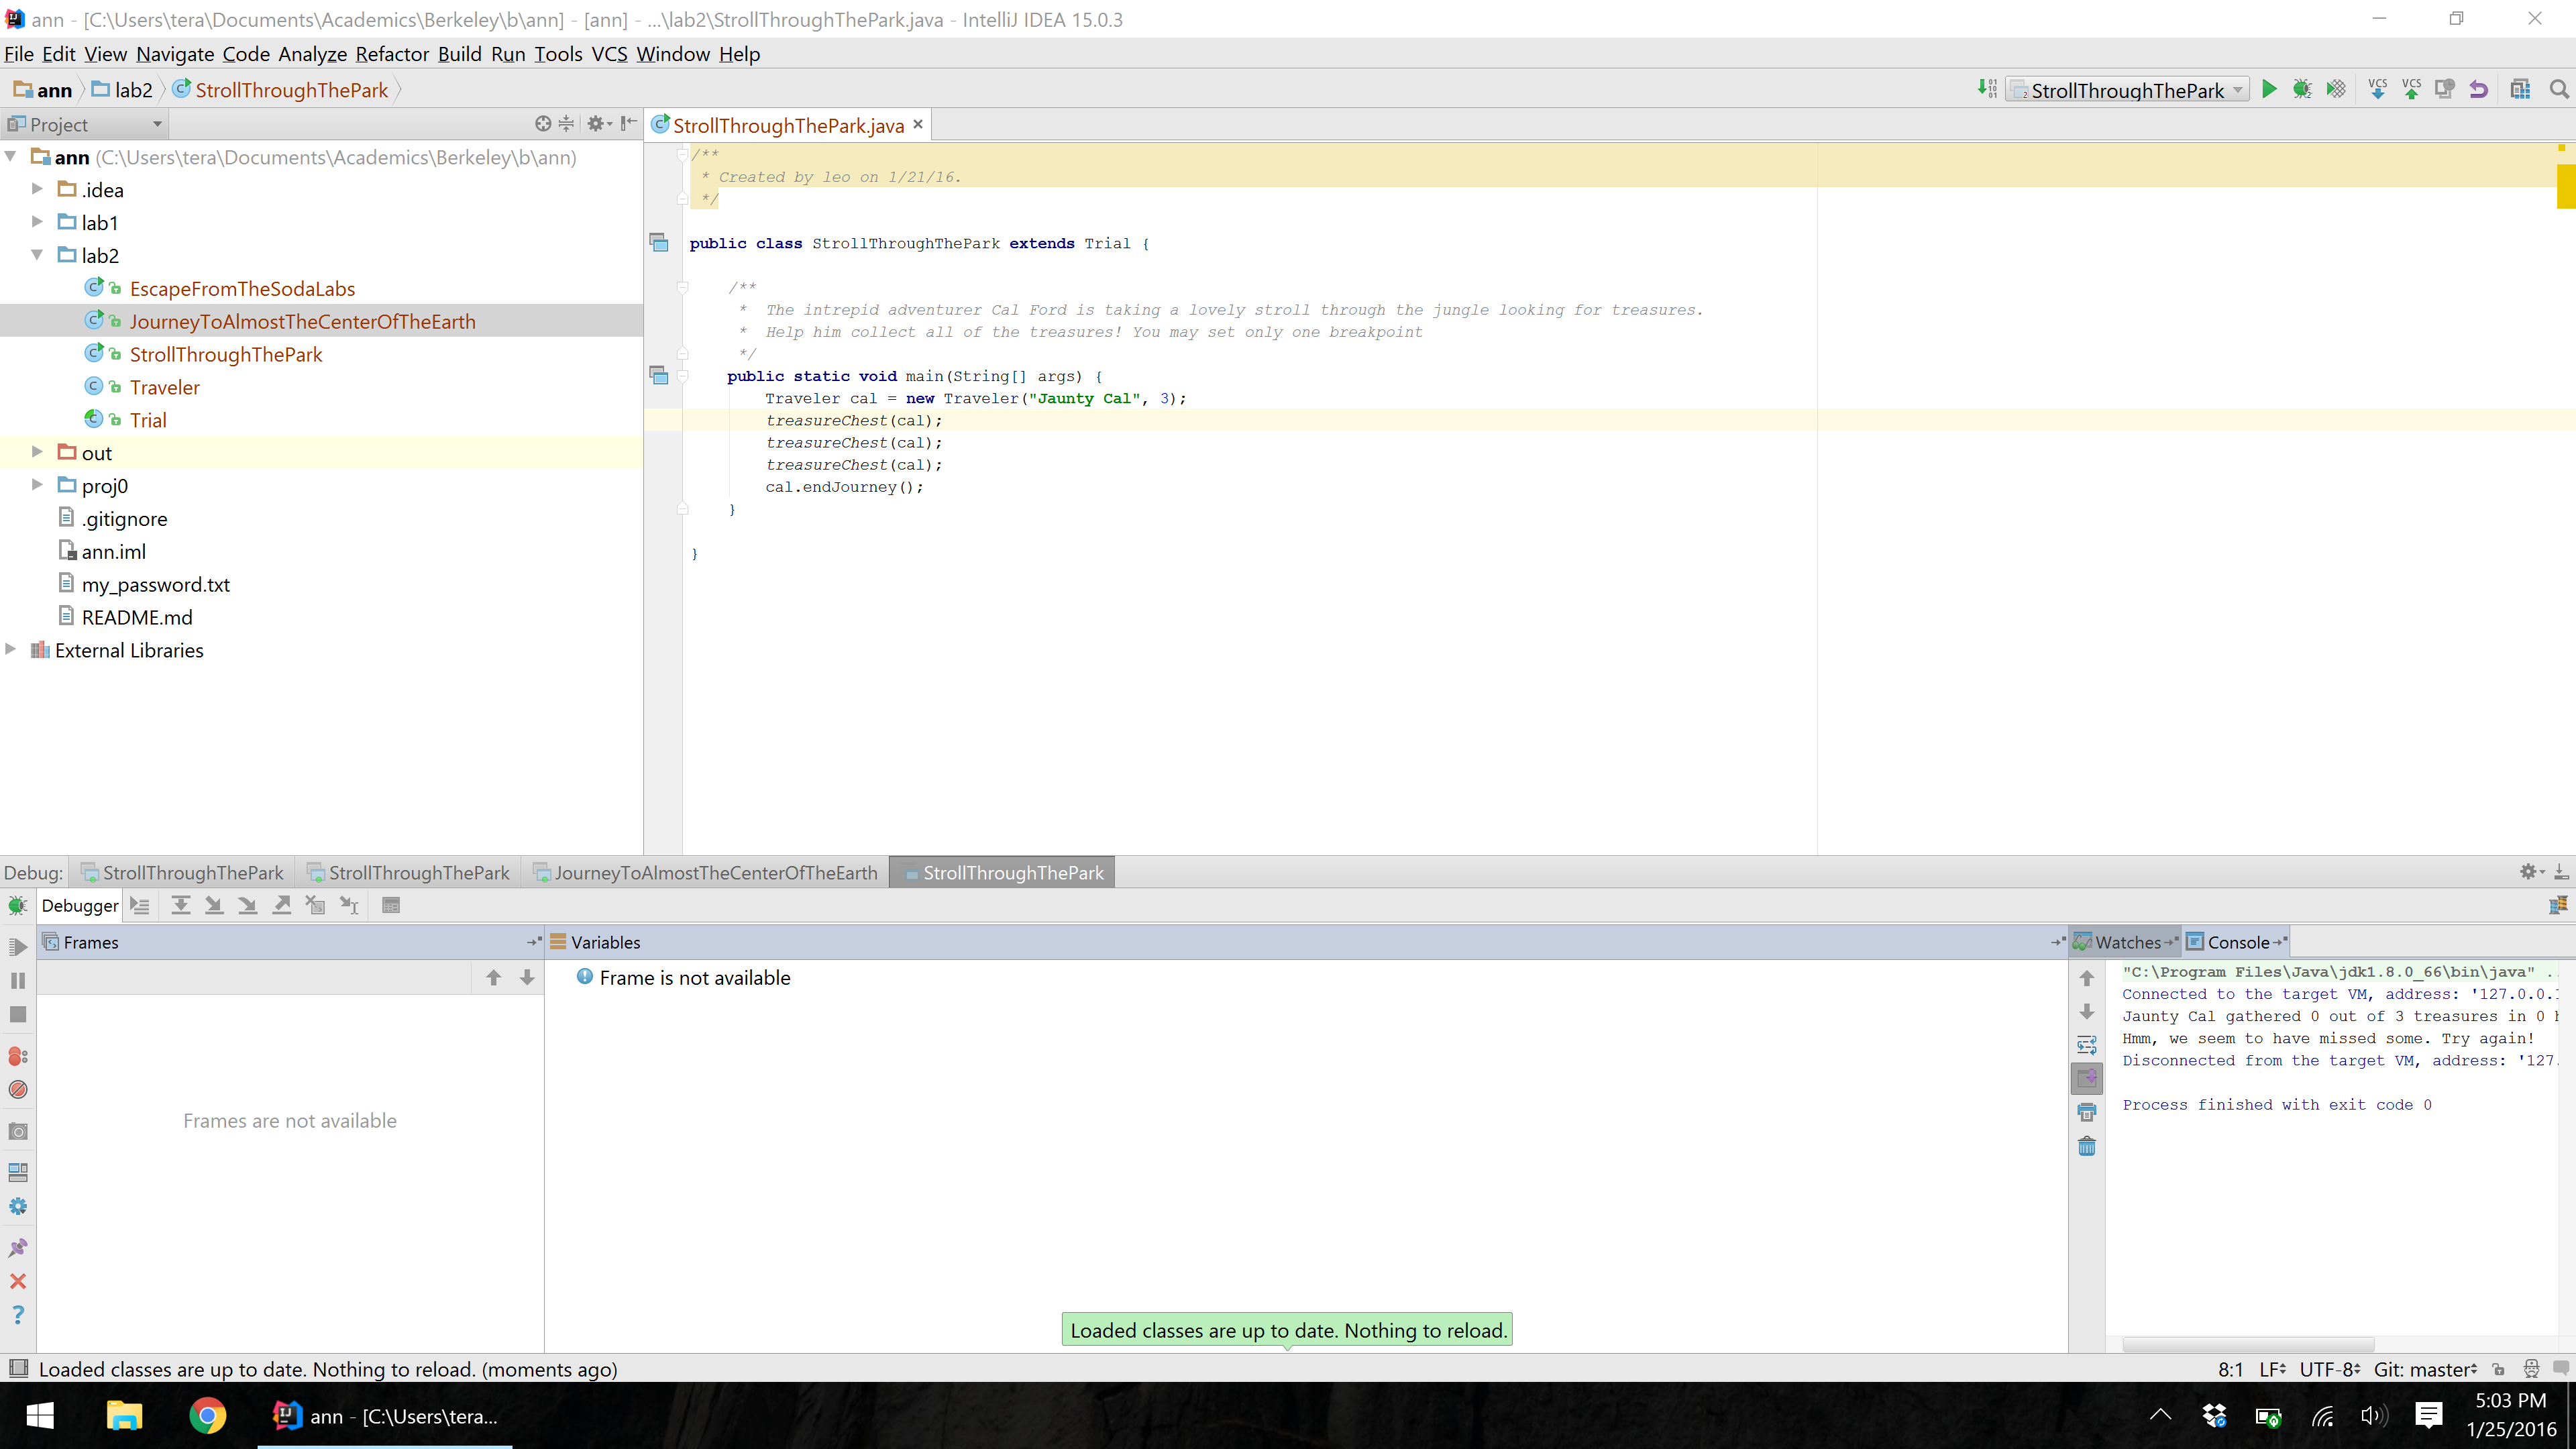 ann - [C:\Users\tera\Documents\Academics\Berkeley\b\ann] - [ann] - ...\lab2\StrollThroughThePark.java - IntelliJ IDEA 15.0.3
File Edit View Navigate Code Analyze Refactor Build Run Tools VCS Window Help
ann lab2 StrollThroughThePark
StrollThroughThePark VCS VCS
Project
StrollThroughThePark.java
ann (C:\Users\tera\Documents\Academics\Berkeley\b\ann)
.idea
lab1
lab2
EscapeFromTheSodaLabs
JourneyToAlmostTheCenterOfTheEarth
StrollThroughThePark
Traveler
Trial
out
proj0
.gitignore
ann.iml
my_password.txt
README.md
External Libraries
/**
* Created by leo on 1/21/16.
*/
public class StrollThroughThePark extends Trial {
/**
* The intrepid adventurer Cal Ford is taking a lovely stroll through the jungle looking for treasures.
* Help him collect all of the treasures! You may set only one breakpoint
*/
public static void main(String[] args) {
Traveler cal = new Traveler("Jaunty Cal", 3);
treasureChest(cal);
treasureChest(cal);
treasureChest(cal);
cal.endJourney();
}
}
Debug: StrollThroughThePark StrollThroughThePark JourneyToAlmostTheCenterOfTheEarth StrollThroughThePark
Debugger
Frames
Variables
Watches Console
Frames are not available
Frame is not available
"C:\Program Files\Java\jdk1.8.0_66\bin\java" ..
Connected to the target VM, address: '127.0.0.1
Jaunty Cal gathered 0 out of 3 treasures in 0 h
Hmm, we seem to have missed some. Try again!
Disconnected from the target VM, address: '127.
Process finished with exit code 0
Loaded classes are up to date. Nothing to reload.
Loaded classes are up to date. Nothing to reload. (moments ago)
8:1 LF UTF-8 Git: master
ann - [C:\Users\tera...
5:03 PM
1/25/2016